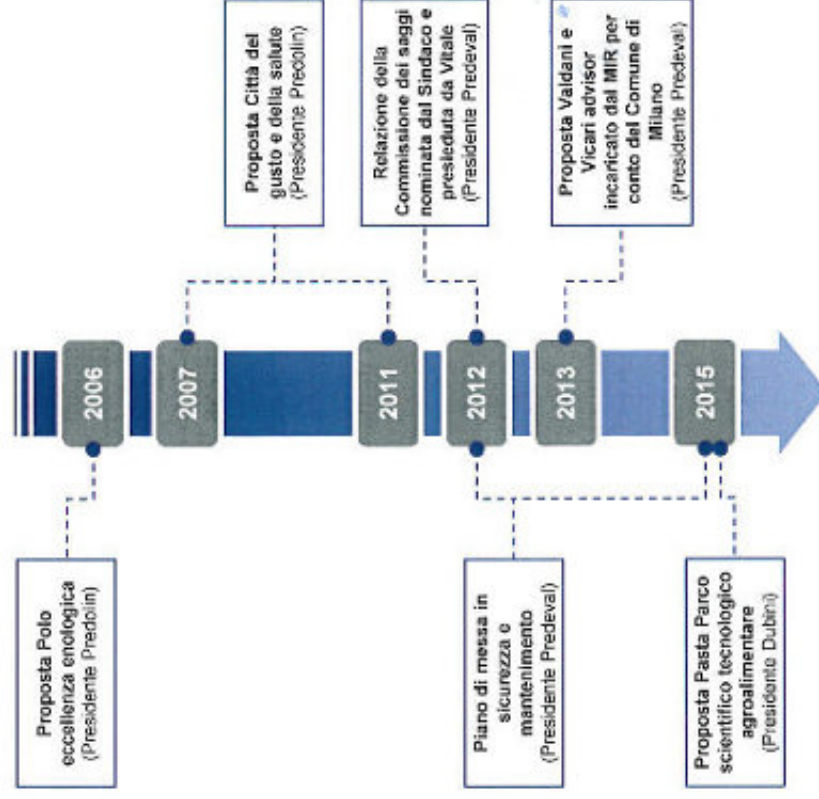 Proposta Polo
eccellenza enologica
(Presidente Predolin)
Piano di messa in
sicurezza e
mantenimento
(Presidente Predeval)
Proposta Pasta Parco
scientifico tecnologico
agroalimentare
(Presidente Dubini)
2006
2007
2011
2012
2013
2015
Proposta Città del
gusto e della salute
(Presidente Predolin)
Relazione della
Commissione dei saggi
nominata dal Sindaco e
presieduta da Vitale
(Presidente Predeval)
Proposta Valdani e
Vicari advisor
incaricato dal MIR per
conto del Comune di
Milano
(Presidente Predeval)